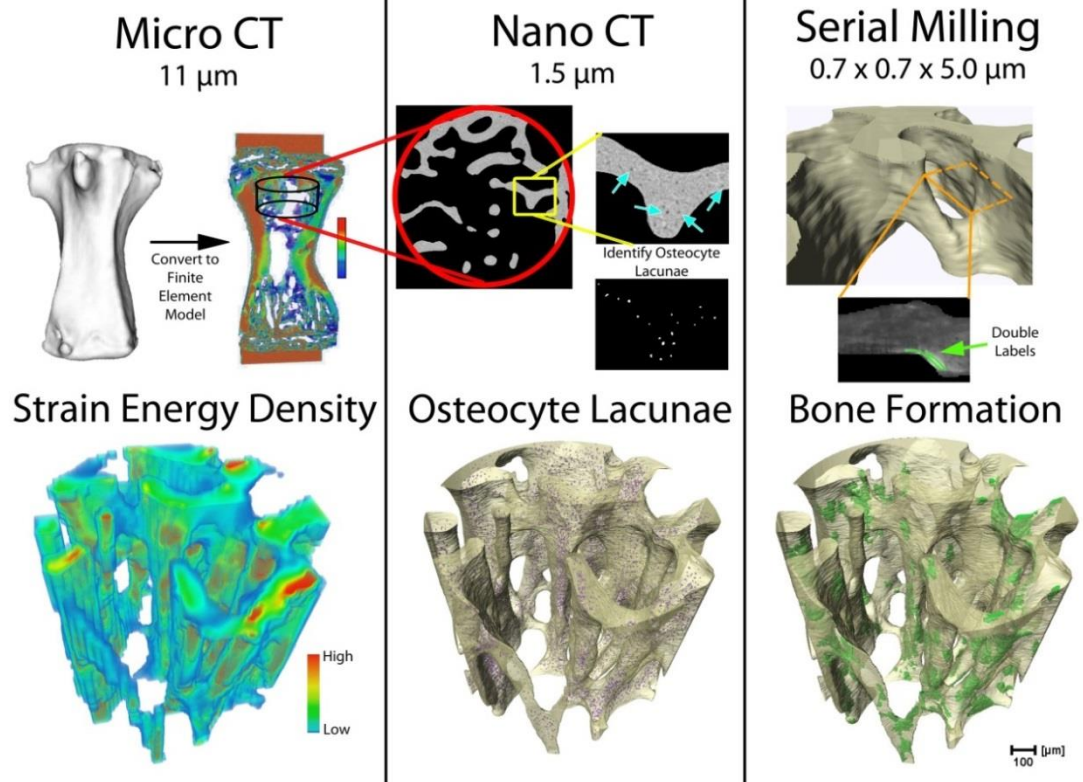 Micro CT
11 μm
Convert to
Finite
Element
Model
Strain Energy Density
High
Low
Nano CT
1.5 μm
Identify Osteocyte
Lacunae
Osteocyte Lacunae
Serial Milling
0.7 x 0.7 x 5.0 μm
Double
Labels
Bone Formation
[μm]
100